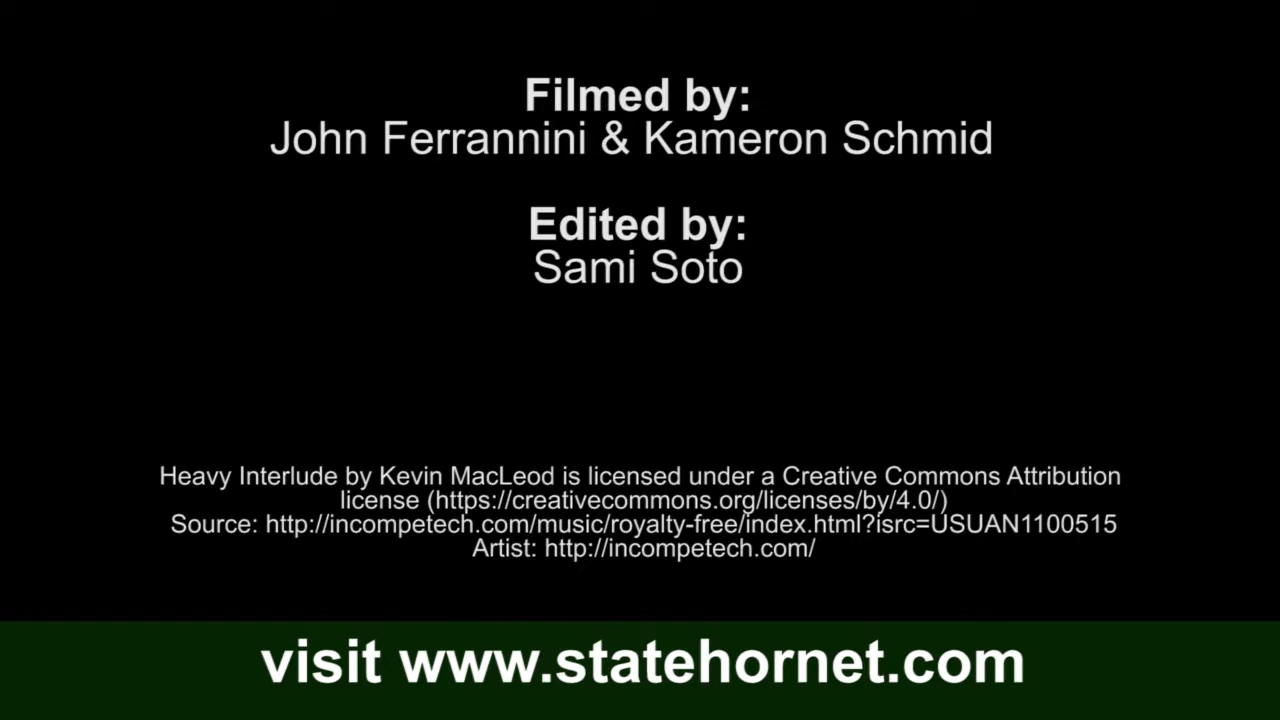 Filmed by:
John Ferrannini & Kameron Schmid
Edited by:
Sami Soto
Heavy Interlude by Kevin MacLeod is licensed under a Creative Commons Attribution
license (https://creativecommons.org/licenses/by/4.0/)
Source: http://incompetech.com/music/royalty-free/index.html?isrc=USUAN1100515
Artist: http://incompetech.com/
visit www.statehornet.com